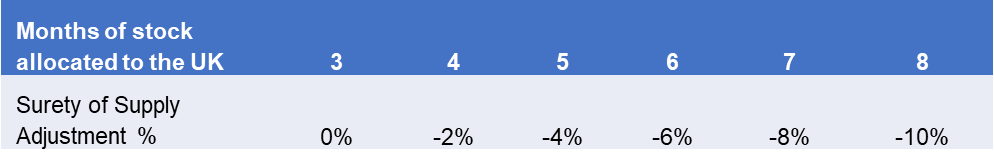 Months of stock
allocated to the UK 3 4 5 6 7 8
Surety of Supply
Adjustment % 0% -2% -4% -6% -8% -10%